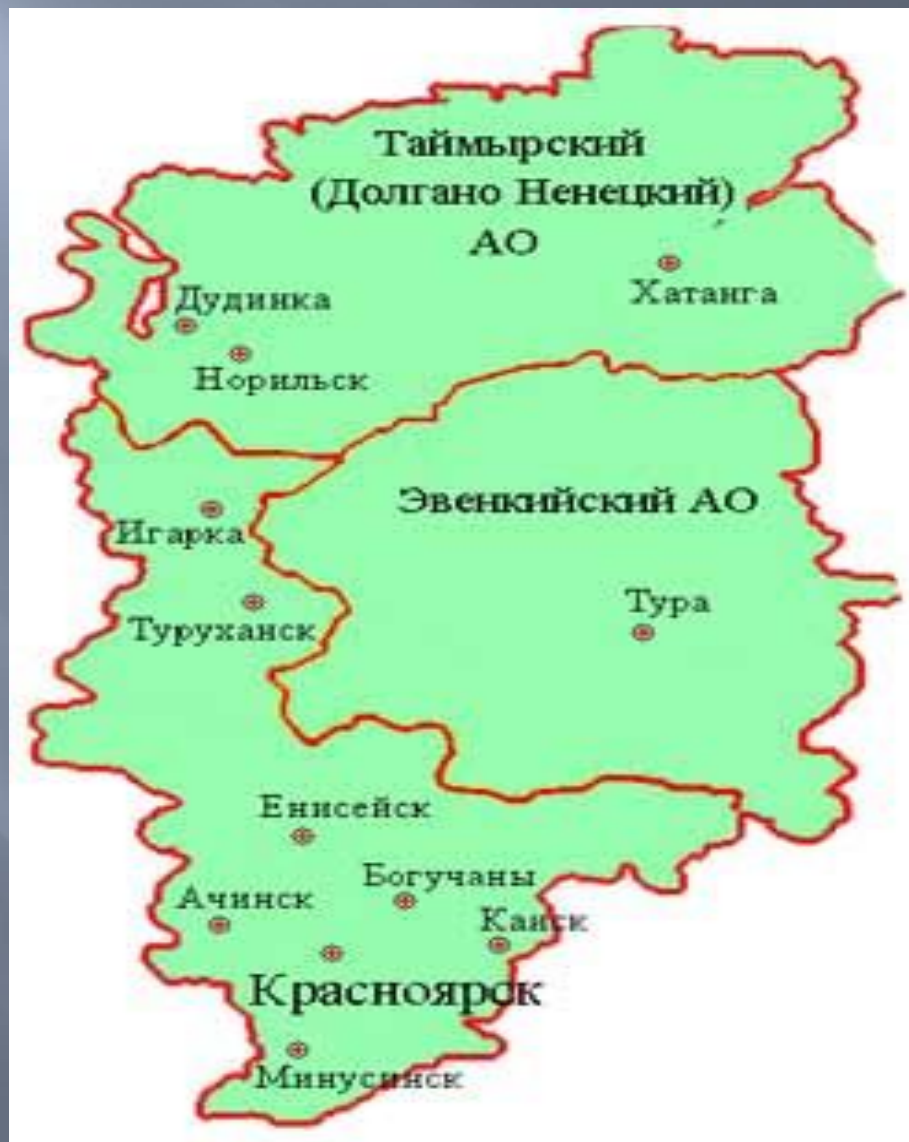 Таймырский
(Долгано Ненецкий)
АО
Хатанга
Дудинка
Норильск
Эвенкийский АО
Игарка
Тура
Туруханск
Енисейск
Богучаны
Ачинск
Канск
Красноярск
Минусинск